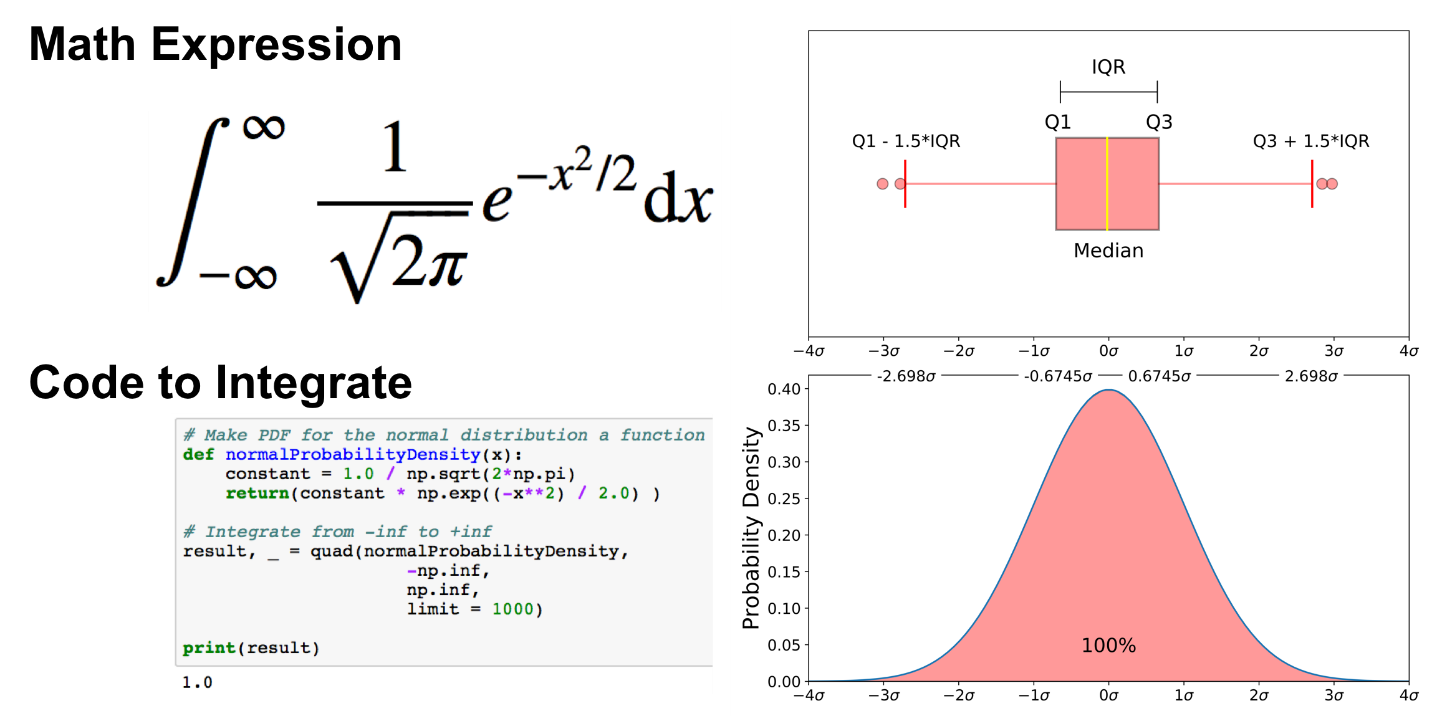 Math Expression
∫_{−∞}^{∞} \frac{1}{\sqrt{2π}} e^{−x^2/2} dx
Code to Integrate
# Make PDF for the normal distribution a function
def normalProbabilityDensity(x):
    constant = 1.0 / np.sqrt(2*np.pi)
    return(constant * np.exp((-x**2) / 2.0) )
# Integrate from -inf to +inf
result, _ = quad(normalProbabilityDensity,
                      -np.inf,
                      np.inf,
                      limit = 1000)
print(result)
1.0
IQR
Q1 Q3
Q1 - 1.5*IQR Q3 + 1.5*IQR
Median
−4σ −3σ −2σ −1σ 0σ 1σ 2σ 3σ 4σ
-2.698σ -0.6745σ 0.6745σ 2.698σ
Probability Density
0.40
0.35
0.30
0.25
0.20
0.15
0.10
0.05
0.00
100%
−4σ −3σ −2σ −1σ 0σ 1σ 2σ 3σ 4σ